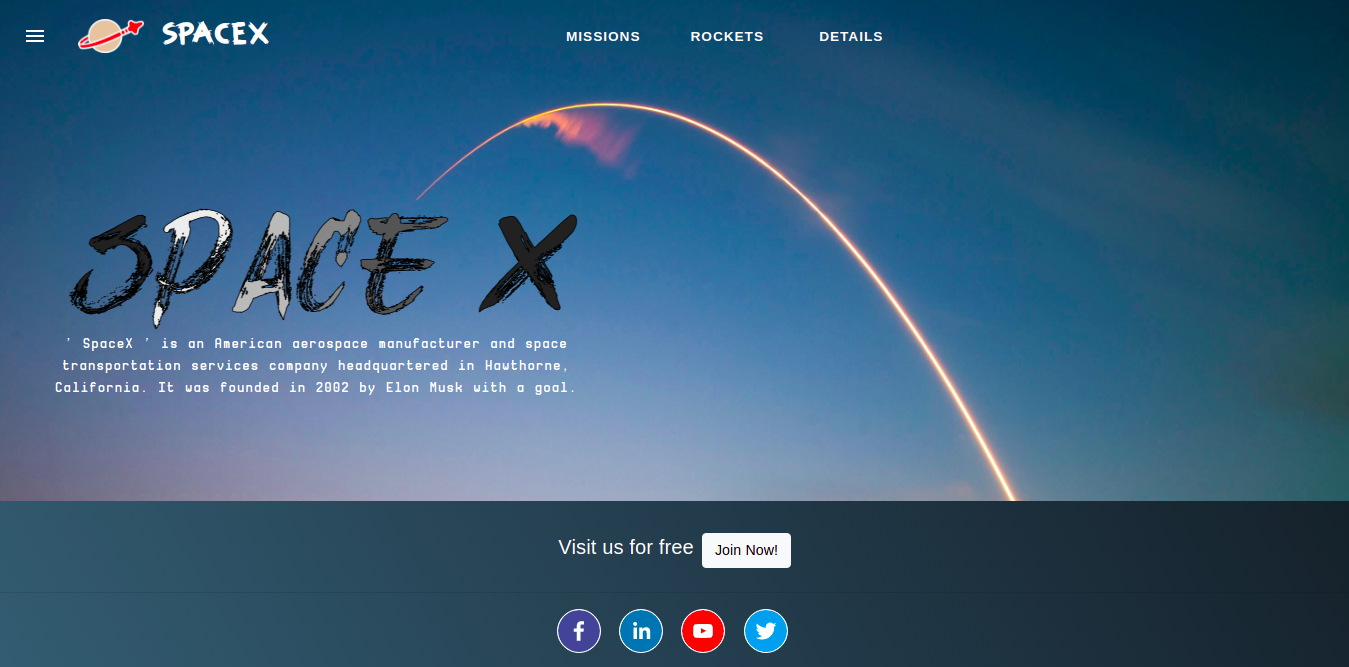 SPACEX
MISSIONS ROCKETS DETAILS
SPACE X
' SpaceX ' is an American aerospace manufacturer and space
transportation services company headquartered in Hawthorne,
California. It was founded in 2002 by Elon Musk with a goal.
Visit us for free Join Now!
f in